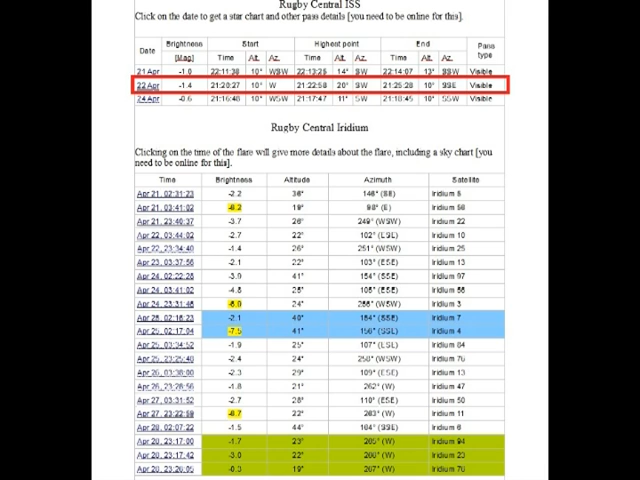 Rugby Central ISS
Click on the date to get a star chart and other pass details [you need to be online for this].
Date Brightness [Mag] Start Highest point End Pass type
Time Alt. Az. Time Alt. Az. Time Alt. Az.
21 Apr -1.0 22:11:38 10° WSW 22:13:25 14° SW 22:14:07 13° SSW Visible
22 Apr -1.4 21:20:27 10° W 21:22:58 20° SW 21:25:28 10° SSE Visible
24 Apr -0.6 21:16:48 10° WSW 21:17:47 11° SW 21:18:45 10° SSW Visible
Rugby Central Iridium
Clicking on the time of the flare will give more details about the flare, including a sky chart [you
need to be online for this].
Time Brightness Altitude Azimuth Satellite
Apr 21, 02:31:23 -2.2 36° 146° (SE) Iridium 5
Apr 21, 03:41:02 -8.2 19° 98° (E) Iridium 58
Apr 21, 23:40:37 -3.7 26° 249° (WSW) Iridium 22
Apr 22, 03:44:02 -2.7 22° 102° (ESE) Iridium 10
Apr 22, 23:34:40 -1.4 26° 251° (WSW) Iridium 25
Apr 23, 03:37:56 -2.1 22° 103° (ESE) Iridium 13
Apr 24, 02:22:28 -3.9 41° 154° (SSE) Iridium 97
Apr 24, 03:41:02 -4.8 25° 105° (ESE) Iridium 56
Apr 24, 23:31:46 -6.0 24° (WSW) Iridium 3
Apr 25, 02:16:23 -2.1 40° 154° (SSE) Iridium 7
Apr 25, 02:17:04 -7.5 41° 156° (SSE) Iridium 4
Apr 25, 03:34:52 -1.9 25° 107° (ESE) Iridium 64
Apr 25, 23:25:40 -2.4 24° 258° (WSW) Iridium 76
Apr 26, 03:38:00 -2.3 29° 109° (ESE) Iridium 13
Apr 26, 23:28:56 -1.8 21° 262° (W) Iridium 47
Apr 27, 03:31:52 -2.7 28° 110° (ESE) Iridium 50
Apr 27, 23:22:59 -8.7 22° 263° (W) Iridium 11
Apr 28, 02:07:22 -1.5 44° 164° (SSE) Iridium 6
Apr 28, 23:17:00 -1.7 23° 265° (W) Iridium 94
Apr 28, 23:17:42 -3.0 22° (W) Iridium 23
Apr 28, 23:26:05 -0.3 19° 267° (W) Iridium 76